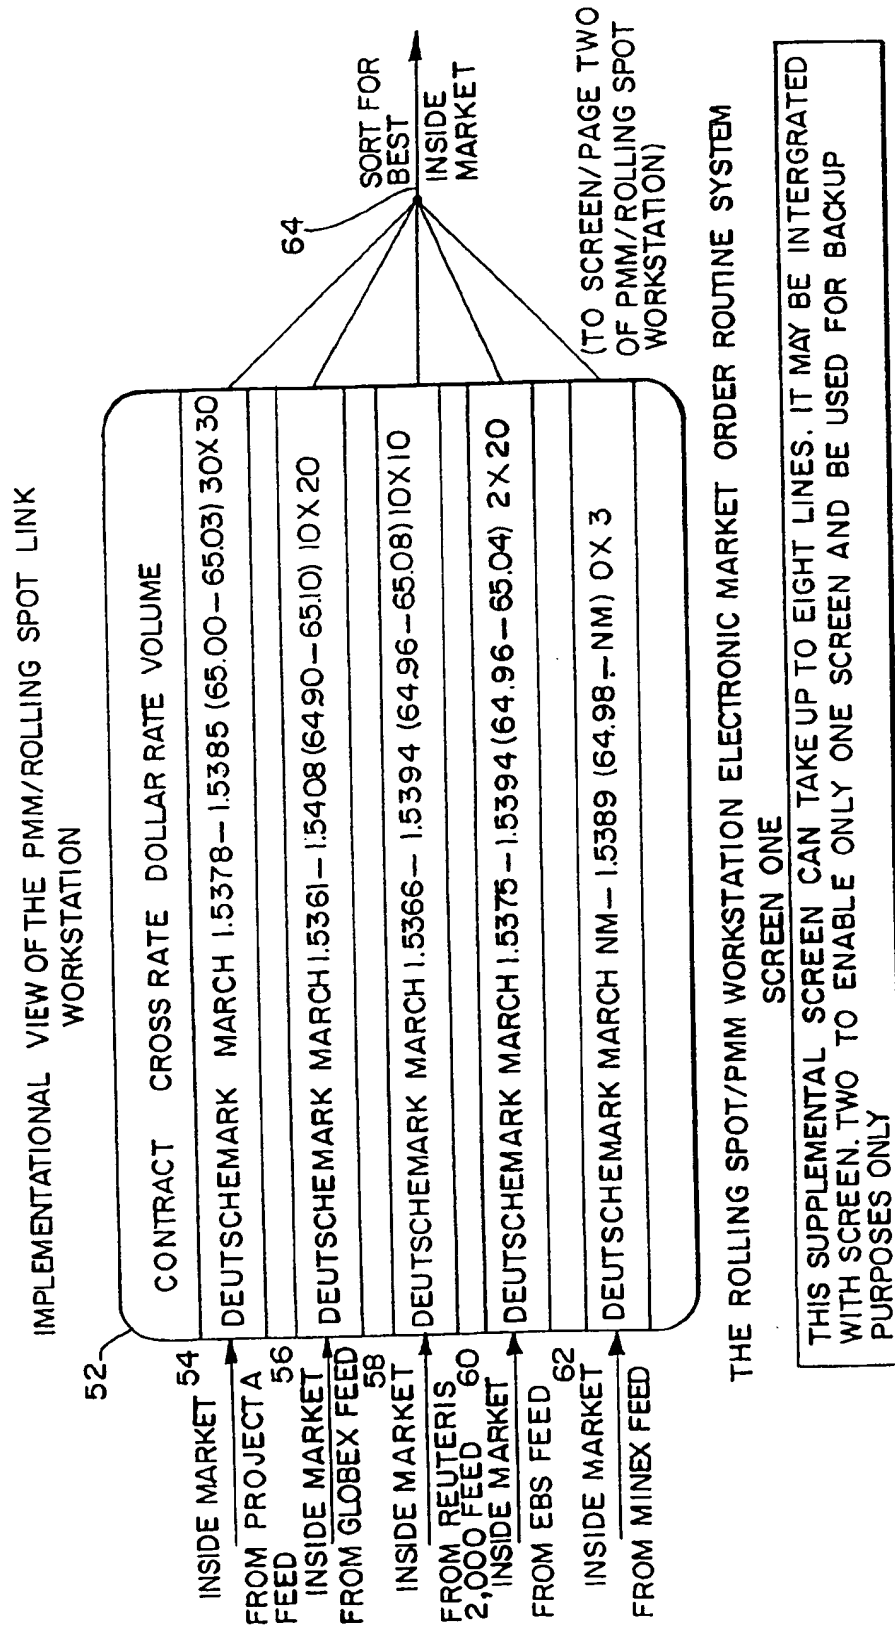 IMPLEMENTATIONAL VIEW OF THE PMM/ROLLING SPOT LINK
WORKSTATION
52
CONTRACT CROSS RATE DOLLAR RATE VOLUME
54
INSIDE MARKET
FROM PROJECT A
FEED
DEUTSCHEMARK MARCH 1.5378-1.5385 (65.00-65.03) 30X30
56
INSIDE MARKET
FROM GLOBEX FEED
DEUTSCHEMARK MARCH 1.5361-1.5408 (64.90-65.10) 10X20
58
INSIDE MARKET
FROM REUTERIS
2,000 FEED
DEUTSCHEMARK MARCH 1.5366-1.5394 (64.96-65.08) 10X10
60
INSIDE MARKET
FROM EBS FEED
DEUTSCHEMARK MARCH 1.5375-1.5394 (64.96-65.04) 2X20
62
INSIDE MARKET
FROM MINEX FEED
DEUTSCHEMARK MARCH NM-1.5389 (64.98-NM) 0X3
64
SORT FOR
BEST
INSIDE
MARKET
(TO SCREEN/PAGE TWO
OF PMM/ROLLING SPOT
WORKSTATION)
THE ROLLING SPOT/PMM WORKSTATION ELECTRONIC MARKET ORDER ROUTINE SYSTEM
SCREEN ONE
THIS SUPPLEMENTAL SCREEN CAN TAKE UP TO EIGHT LINES. IT MAY BE INTERGRATED
WITH SCREEN. TWO TO ENABLE ONLY ONE SCREEN AND BE USED FOR BACKUP
PURPOSES ONLY